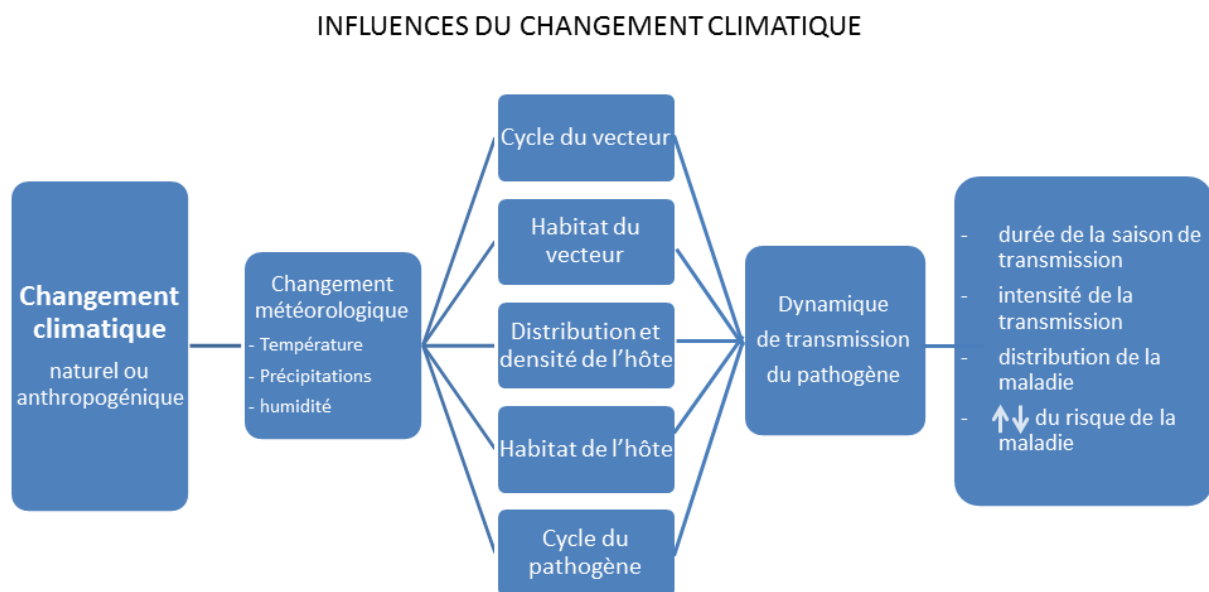 INFLUENCES DU CHANGEMENT CLIMATIQUE
Changement
climatique
naturel ou
anthropogénique
Changement
météorologique
- Température
- Précipitations
- humidité
Cycle du vecteur
Habitat du
vecteur
Distribution et
densité de l'hôte
Habitat de l'hôte
Cycle du
pathogène
Dynamique
de transmission
du pathogène
- durée de la saison de
transmission
- intensité de la
transmission
- distribution de la
maladie
- ↑↓ du risque de la
maladie